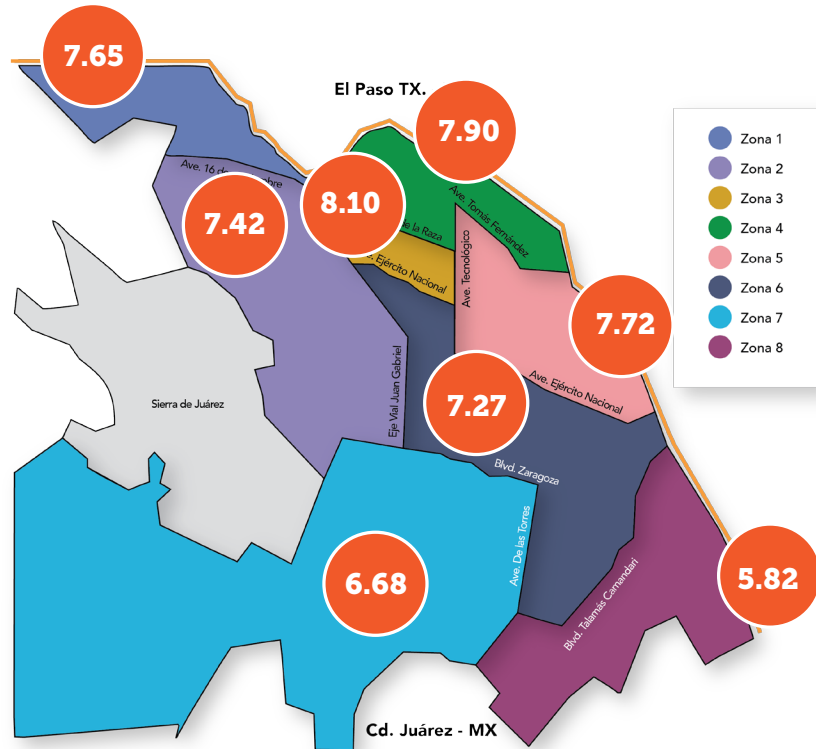 7.65
El Paso TX.
7.90
Zona 1
Zona 2
Zona 3
Zona 4
Zona 5
Zona 6
Zona 7
Zona 8
Ave. 16 de
8.10
7.42
Ave. Tomás Fernández
de la Raza
Ejército Nacional
Ave. Tecnológico
7.72
Ave. Ejército Nacional
7.27
Eje Vial Juan Gabriel
Sierra de Juárez
Blvd. Zaragoza
Ave. De las Torres
6.68
5.82
Blvd. Talamás Camandari
Cd. Juárez - MX